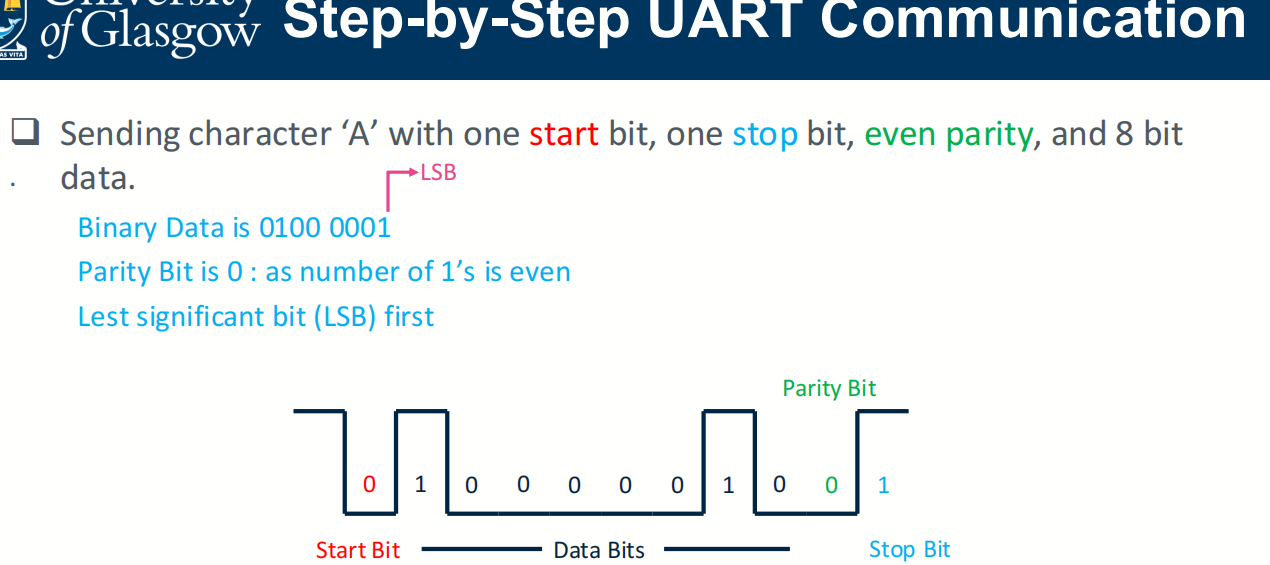 University
of Glasgow
Step-by-Step UART Communication
AS VITA
❑ Sending character ‘A’ with one start bit, one stop bit, even parity, and 8 bit
. data.
LSB
Binary Data is 0100 0001
Parity Bit is 0 : as number of 1’s is even
Lest significant bit (LSB) first
Parity Bit
0 1 0 0 0 0 0 1 0 0 1
Start Bit Data Bits Stop Bit